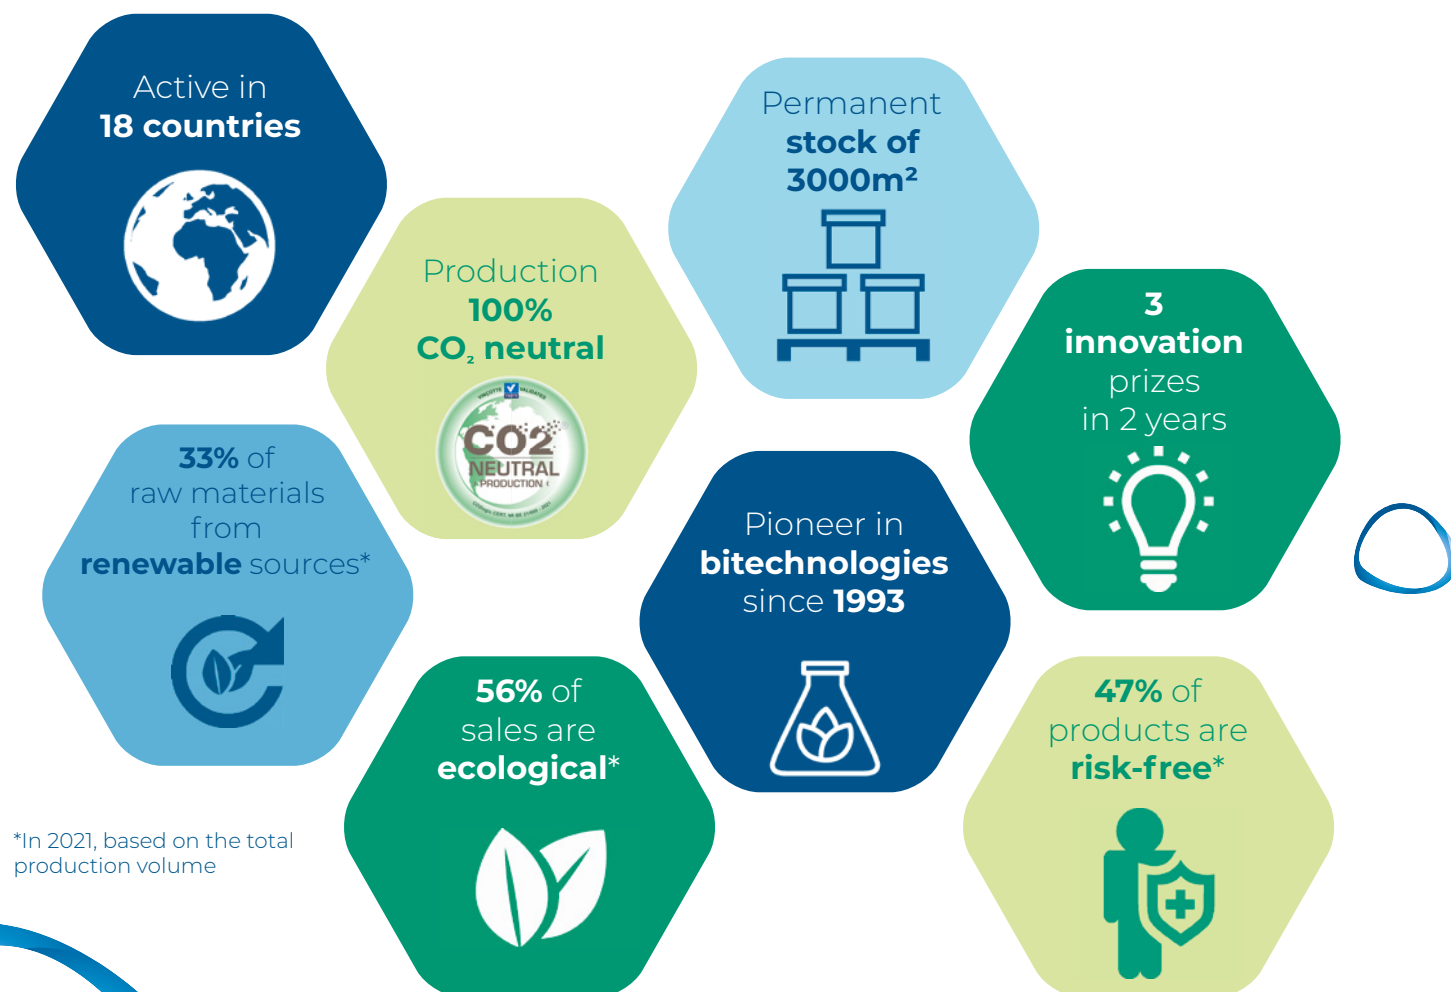 Active in
18 countries
Permanent
stock of
3000m²
Production
100%
CO₂ neutral
VINÇOTTE VALIDATED
CO2
NEUTRAL
PRODUCTION
3
innovation
prizes
in 2 years
33% of
raw materials
from
renewable sources*
Pioneer in
bitechnologies
since 1993
56% of
sales are
ecological*
47% of
products are
risk-free*
*In 2021, based on the total
production volume